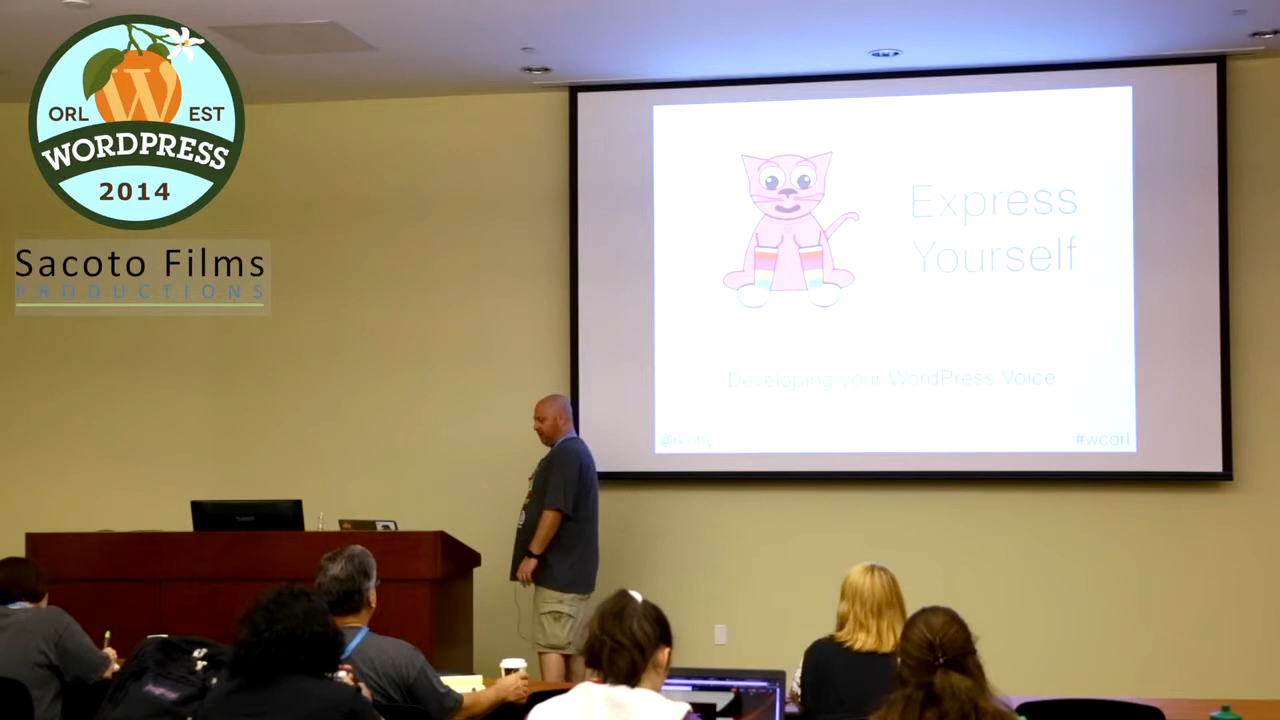 ORL EST
WORDPRESS
2014
Sacoto Films
PRODUCTIONS
Express
Yourself
Developing your WordPress Voice
#wcorl